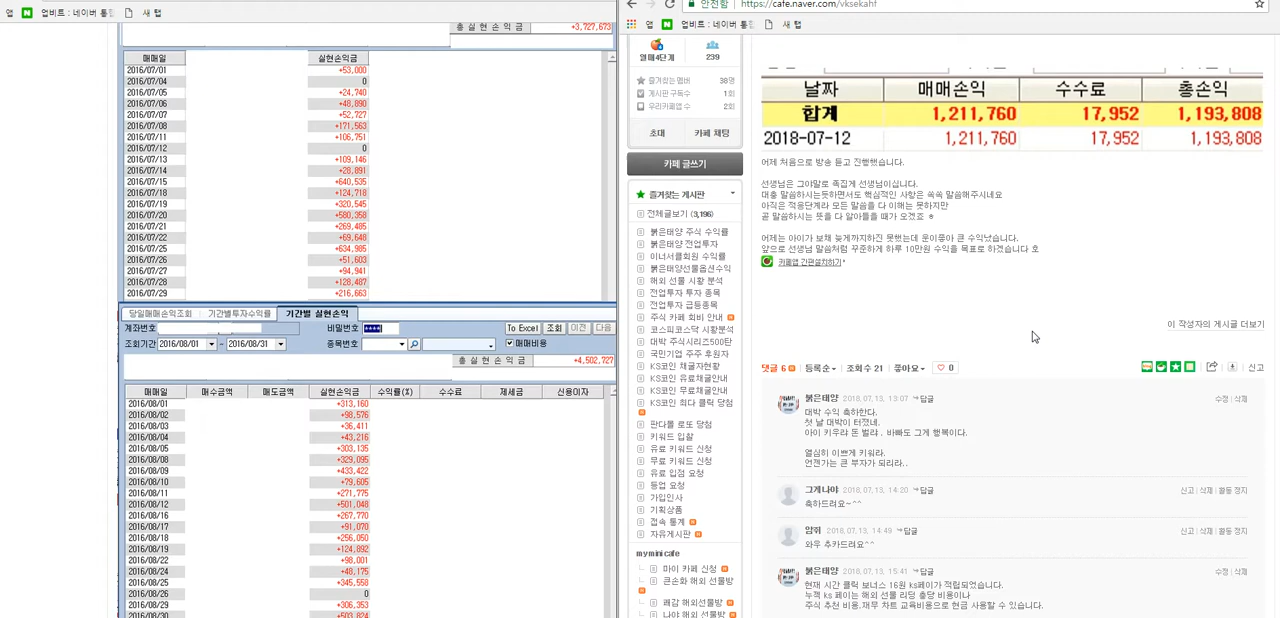 앱 업비트 : 네이버 통합 새 탭
총실현손익금 +3,727,673
매매일 실현손익금
2016/07/01 +53,000
2016/07/04 0
2016/07/05 +24,740
2016/07/06 +48,890
2016/07/07 +52,727
2016/07/08 +171,563
2016/07/11 +106,751
2016/07/12 0
2016/07/13 +109,146
2016/07/14 +28,891
2016/07/15 +640,535
2016/07/18 +124,718
2016/07/19 +320,545
2016/07/20 +580,358
2016/07/21 +269,485
2016/07/22 +69,648
2016/07/25 +634,985
2016/07/26 +51,603
2016/07/27 +94,941
2016/07/28 +128,487
2016/07/29 +216,663
당일매매손익조회 기간별투자수익률 기간별 실현손익
계좌번호 비밀번호 **** To Excel 조회 이전 다음
조회기간 2016/08/01 ~ 2016/08/31 종목번호 매매비용
총실현손익금 +4,502,727
매매일 매수금액 매도금액 실현손익금 수익률(%) 수수료 제세금 신용이자
2016/08/01 +313,160
2016/08/02 +98,576
2016/08/03 +36,411
2016/08/04 +43,216
2016/08/05 +303,135
2016/08/08 +329,095
2016/08/09 +433,422
2016/08/10 +79,605
2016/08/11 +271,775
2016/08/12 +501,048
2016/08/16 +267,770
2016/08/17 +91,070
2016/08/18 +256,050
2016/08/19 +124,892
2016/08/22 +98,001
2016/08/24 +48,175
2016/08/25 +345,558
2016/08/26 0
2016/08/29 +306,353
2016/08/30 +503,824
안전함 https://cafe.naver.com/vksekahf
앱 업비트 : 네이버 통합 새 탭
열매4단계 239
즐겨찾는 멤버 38명
게시판 구독수 1회
우리카페앱 수 2회
초대 카페 채팅
카페 글쓰기
즐겨찾는 게시판
전체글보기 (3,196)
붉은태양 주식 수익률
붉은태양 전업투자
이너서클회원 수익률
붉은태양선물옵션수익
해외 선물 시황 분석
전업투자 투자 종목
전업투자 급등종목
주식 카페 회비 안내
코스피코스닥 시황분석
대박 주식시리즈500탄
국민기업 주주 후원자
KS코인 채굴자현황
KS코인 유료채굴안내
KS코인 무료채굴안내
KS코인 최다 클릭 당첨
판다몰 로또 당첨
키워드 입찰
유료 키워드 신청
무료 키워드 신청
유료 입점 요청
등업 요청
가입인사
기획상품
접속 통계
자유게시판
my mini cafe
마이 카페 신청
큰손화 해외 선물방
쾌감 해외선물방
나야 해외 선물방
날짜 매매손익 수수료 총손익
합계 1,211,760 17,952 1,193,808
2018-07-12 1,211,760 17,952 1,193,808
어제 처음으로 방송 듣고 진행했습니다.
선생님은 그야말로 족집게 선생님이십니다.
대충 말씀하시는듯하면서도 핵심적인 사항은 쏙쏙 말씀해주시네요
아직은 적응단계라 모든 말씀을 다 이해는 못하지만
곧 말씀하시는 뜻을 다 알아들을 때가 오겠죠 ㅎ
어제는 아이가 보채 늦게까지하진 못했는데 운이좋아 큰 수익났습니다.
앞으로 선생님 말씀처럼 꾸준하게 하루 10만원 수익을 목표로 하겠습니다 호
카페앱 간편설치하기
이 작성자의 게시글 더보기
댓글 6 등록순 조회수 21 좋아요 0 신고
붉은태양 2018.07.13. 13:07 답글 수정 | 삭제
대박 축하한다.
첫 날 대박이 터졌네.
아이 키우랴 돈 벌랴 . 바빠도 그게 행복이다.
열심히 이쁘게 키워라.
언젠가는 큰 부자가 되리라..
그게나야 2018.07.13. 14:20 답글 신고 | 삭제 | 활동 정지
축하드려요~^^
맘쥐 2018.07.13. 14:49 답글 신고 | 삭제 | 활동 정지
와우 추카드려요^^
붉은태양 2018.07.13. 15:41 답글 수정 | 삭제
현재 시간 클릭 보너스 16원 ks페이가 적립되었습니다.
누적 ks 페이는 해외 선물 리딩 충당 비용이나
주식 추천 비용.재무 차트 교육비용으로 현금 사용할 수 있습니다.